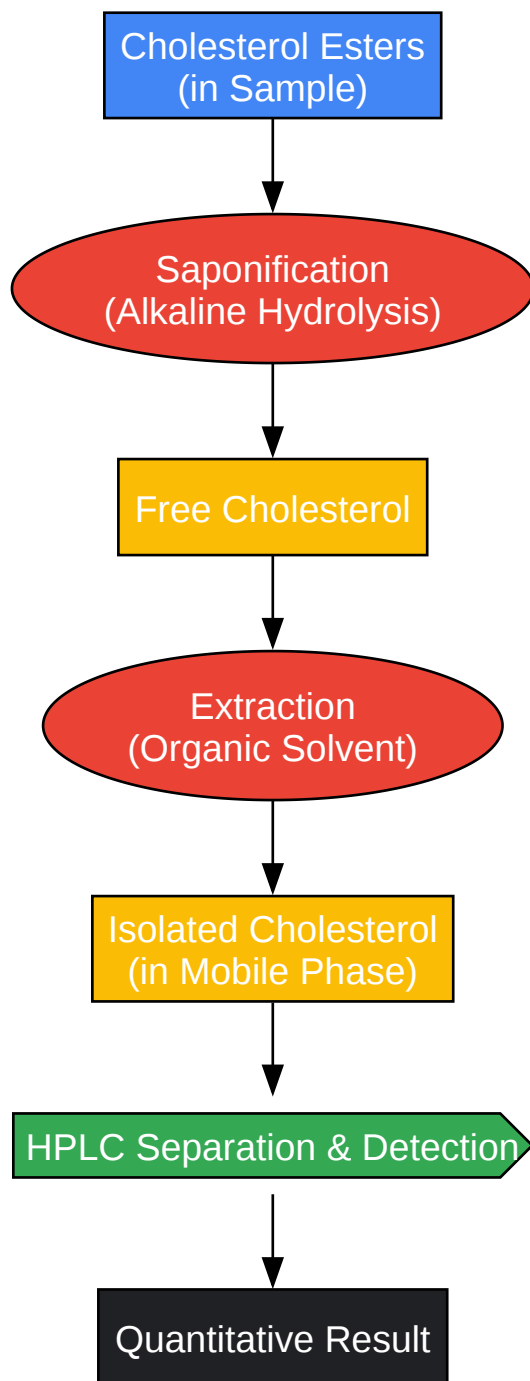 Cholesterol Esters
(in Sample)
Saponification
(Alkaline Hydrolysis)
Free Cholesterol
Extraction
(Organic Solvent)
Isolated Cholesterol
(in Mobile Phase)
HPLC Separation & Detection
Quantitative Result